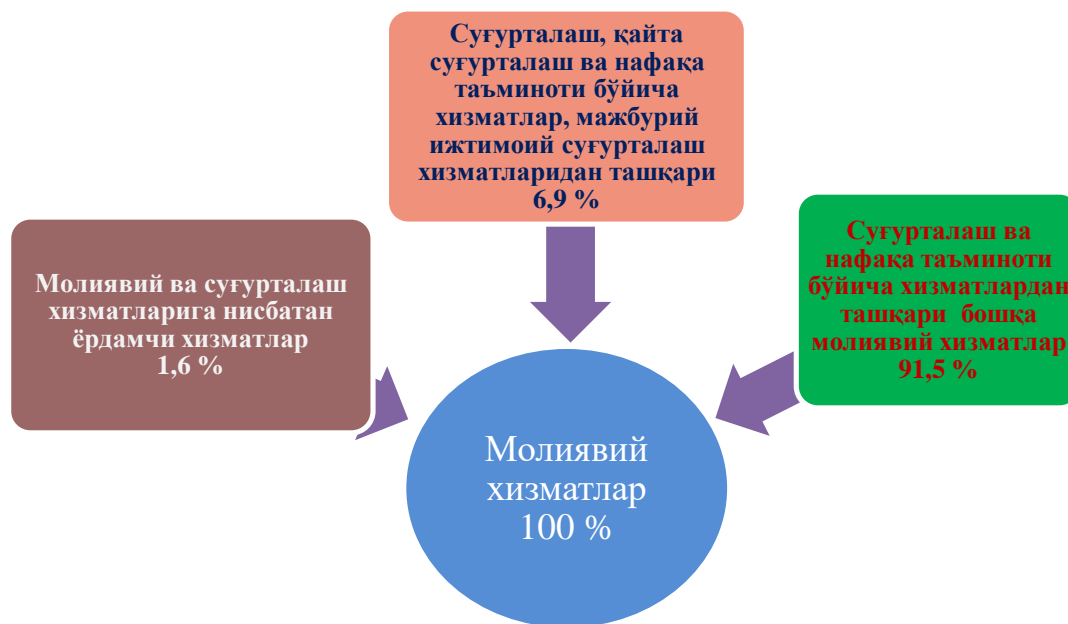 Суғурталаш, қайта
суғурталаш ва нафақа
таъминоти бўйича
хизматлар, мажбурий
ижтимоий суғурталаш
хизматларидан ташқари
6,9 %
Молиявий ва суғурталаш
хизматларига нисбатан
ёрдамчи хизматлар
1,6 %
Суғурталаш ва
нафақа таъминоти
бўйича хизматлардан
ташқари бошқа
молиявий хизматлар
91,5 %
Молиявий
хизматлар
100 %